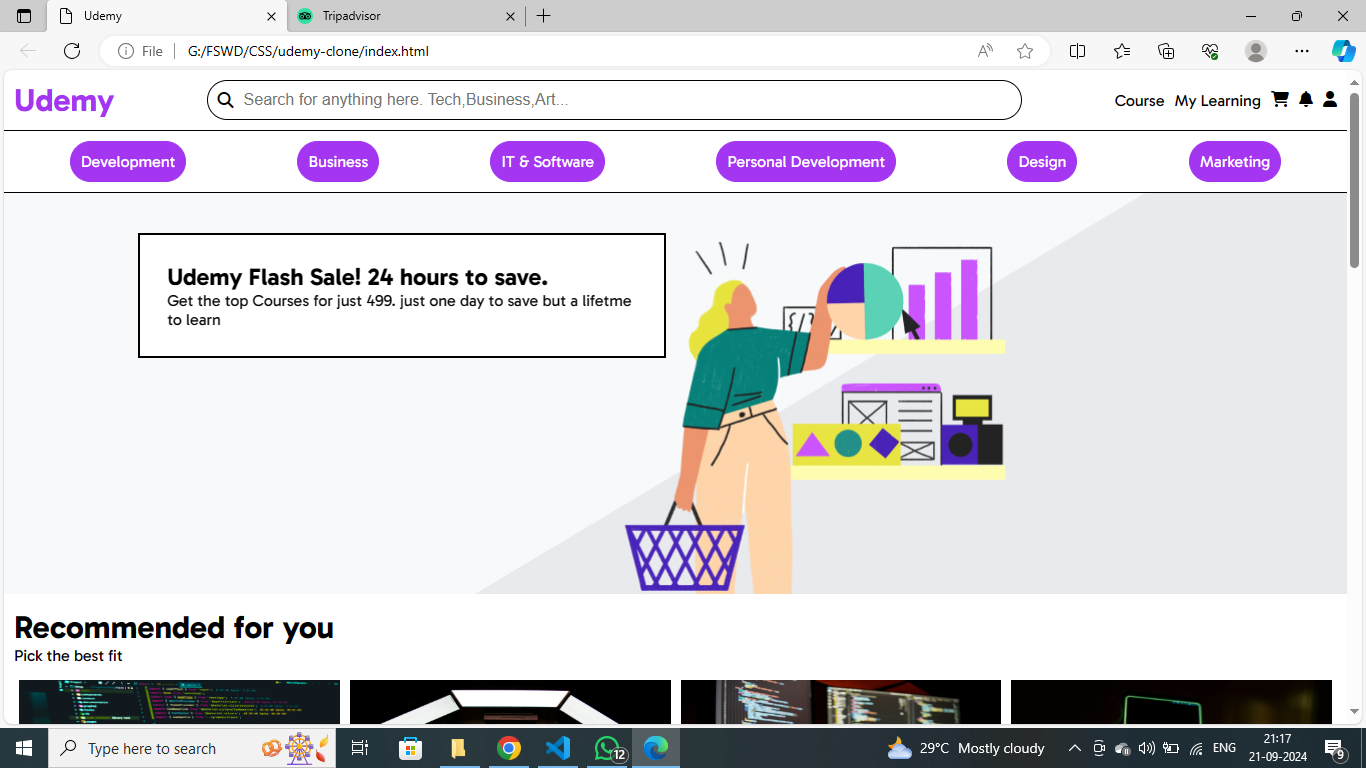 Udemy
Tripadvisor
File
G:/FSWD/CSS/udemy-clone/index.html
Udemy
Search for anything here. Tech,Business,Art...
Course My Learning
Development Business IT & Software Personal Development Design Marketing
Udemy Flash Sale! 24 hours to save.
Get the top Courses for just 499. just one day to save but a lifetme
to learn
{/}
Recommended for you
Pick the best fit
Type here to search
12
29°C Mostly cloudy
ENG
21:17
21-09-2024
9